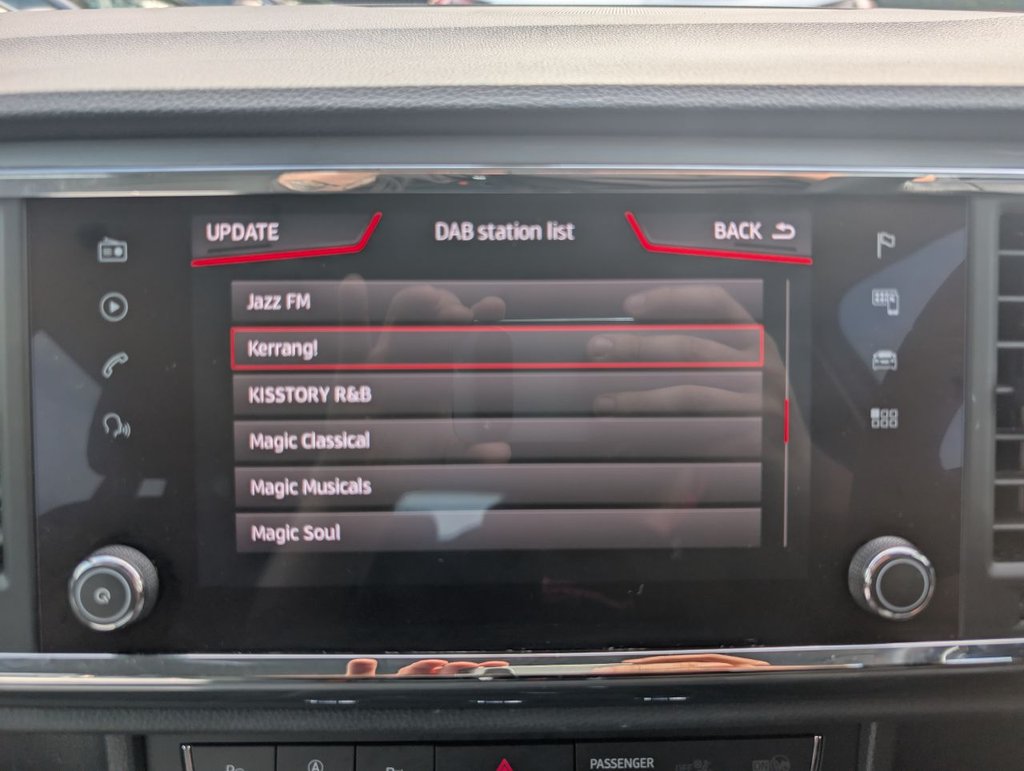 UPDATE
DAB station list
BACK
Jazz FM
Kerrang!
KISSTORY R&B
Magic Classical
Magic Musicals
Magic Soul
PASSENGER